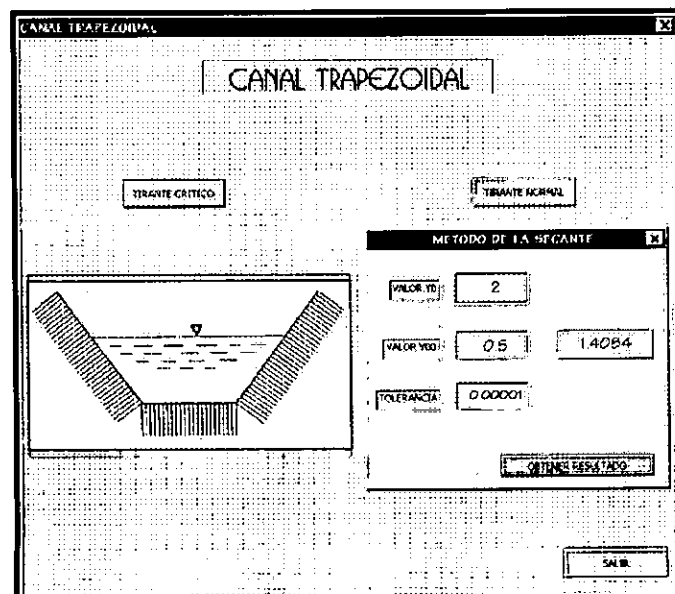 CANAL TRAPEZOIDAL
CANAL TRAPEZOIDAL
TIRANTE CRITICO
TIRANTE NORMAL
METODO DE LA SECANTE
VALOR Y0
2
VALOR Y00
0.5
1.4084
TOLERANCIA
0.00001
OBTENER RESULTADO
SALIR